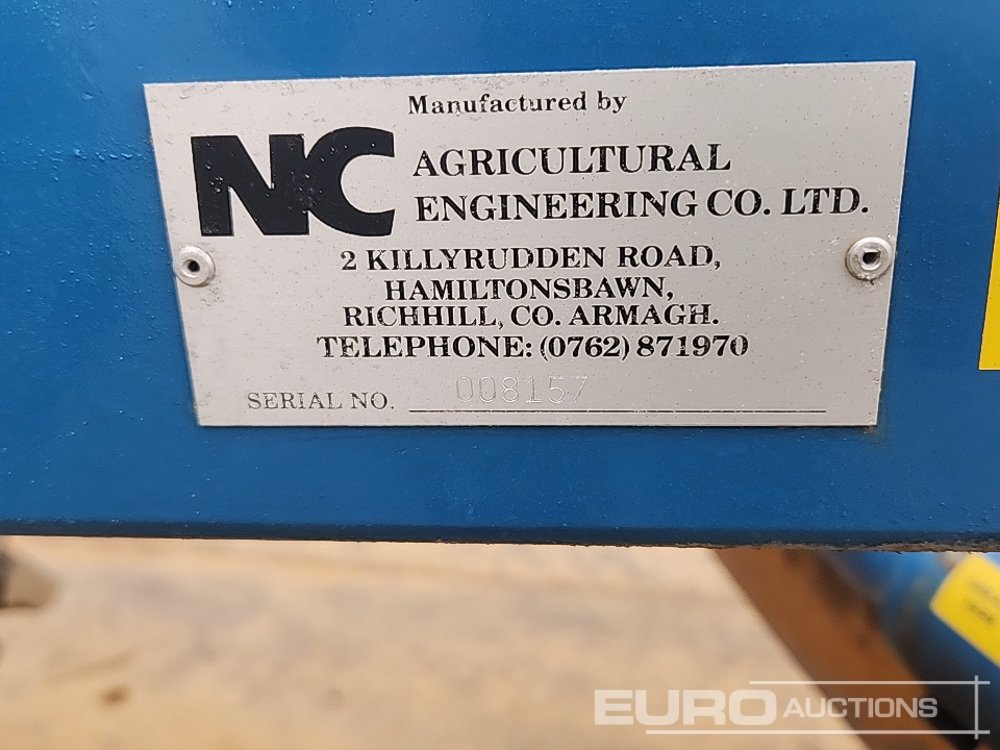 Manufactured by
NC AGRICULTURAL
ENGINEERING CO. LTD.
2 KILLYRUDDEN ROAD,
HAMILTONSBAWN,
RICHHILL, CO. ARMAGH.
TELEPHONE: (0762) 871970
SERIAL NO. 008157
EURO AUCTIONS